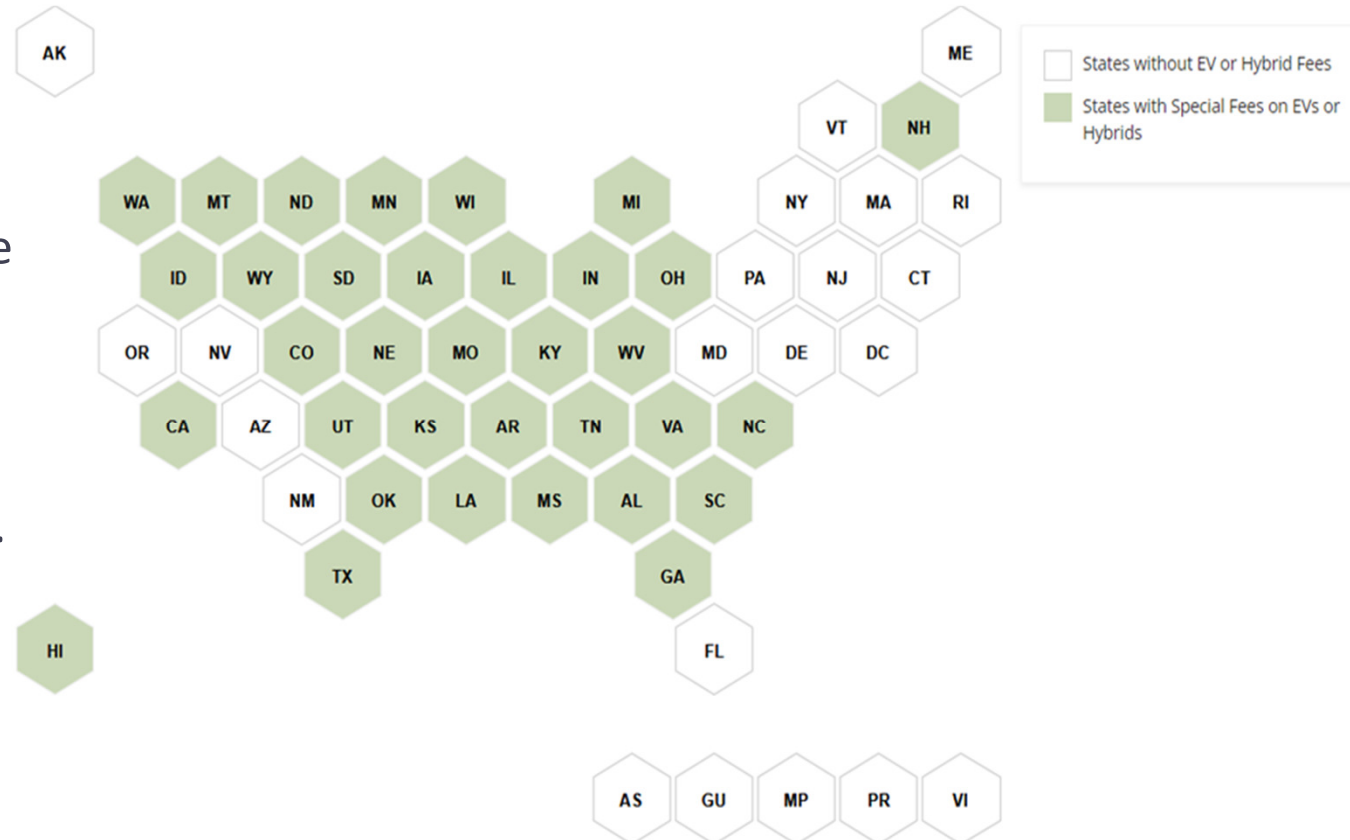 AK
ME
States without EV or Hybrid Fees
States with Special Fees on EVs or
Hybrids
VT NH
WA MT ND MN WI MI NY MA RI
e
ID WY SD IA IL IN OH PA NJ CT
OR NV CO NE MO KY WV MD DE DC
CA AZ UT KS AR TN VA NC
NM OK LA MS AL SC
.
TX GA
HI FL
AS GU MP PR VI